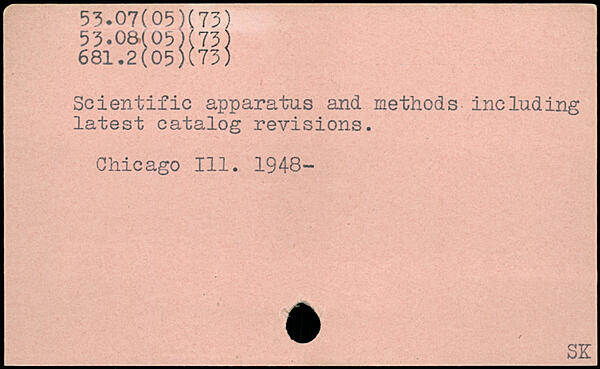 53.07(05)(73)
53.08(05)(73)
681.2(05)(73)
Scientific apparatus and methods including
latest catalog revisions.
Chicago Ill. 1948-
SK